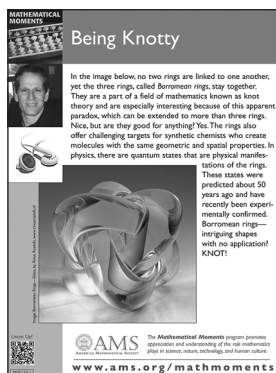 MATHEMATICAL
MOMENTS
Being Knotty
In the image below, no two rings are linked to one another,
yet the three rings, called Borromean rings, stay together.
They are a part of a field of mathematics known as knot
theory and are especially interesting because of this apparent
paradox, which can be extended to more than three rings.
Nice, but are they good for anything? Yes. The rings also
offer challenging targets for synthetic chemists who create
molecules with the same geometric and spatial properties. In
physics, there are quantum states that are physical manifes-
tations of the rings.
These states were
predicted about 50
years ago and have
recently been experi-
mentally confirmed.
Borromean rings—
intriguing shapes
with no application?
KNOT!
Listen Up!
AMS
AMERICAN MATHEMATICAL SOCIETY
The Mathematical Moments program promotes
appreciation and understanding of the role mathematics
plays in science, nature, technology, and human culture.
www.ams.org/mathmoments